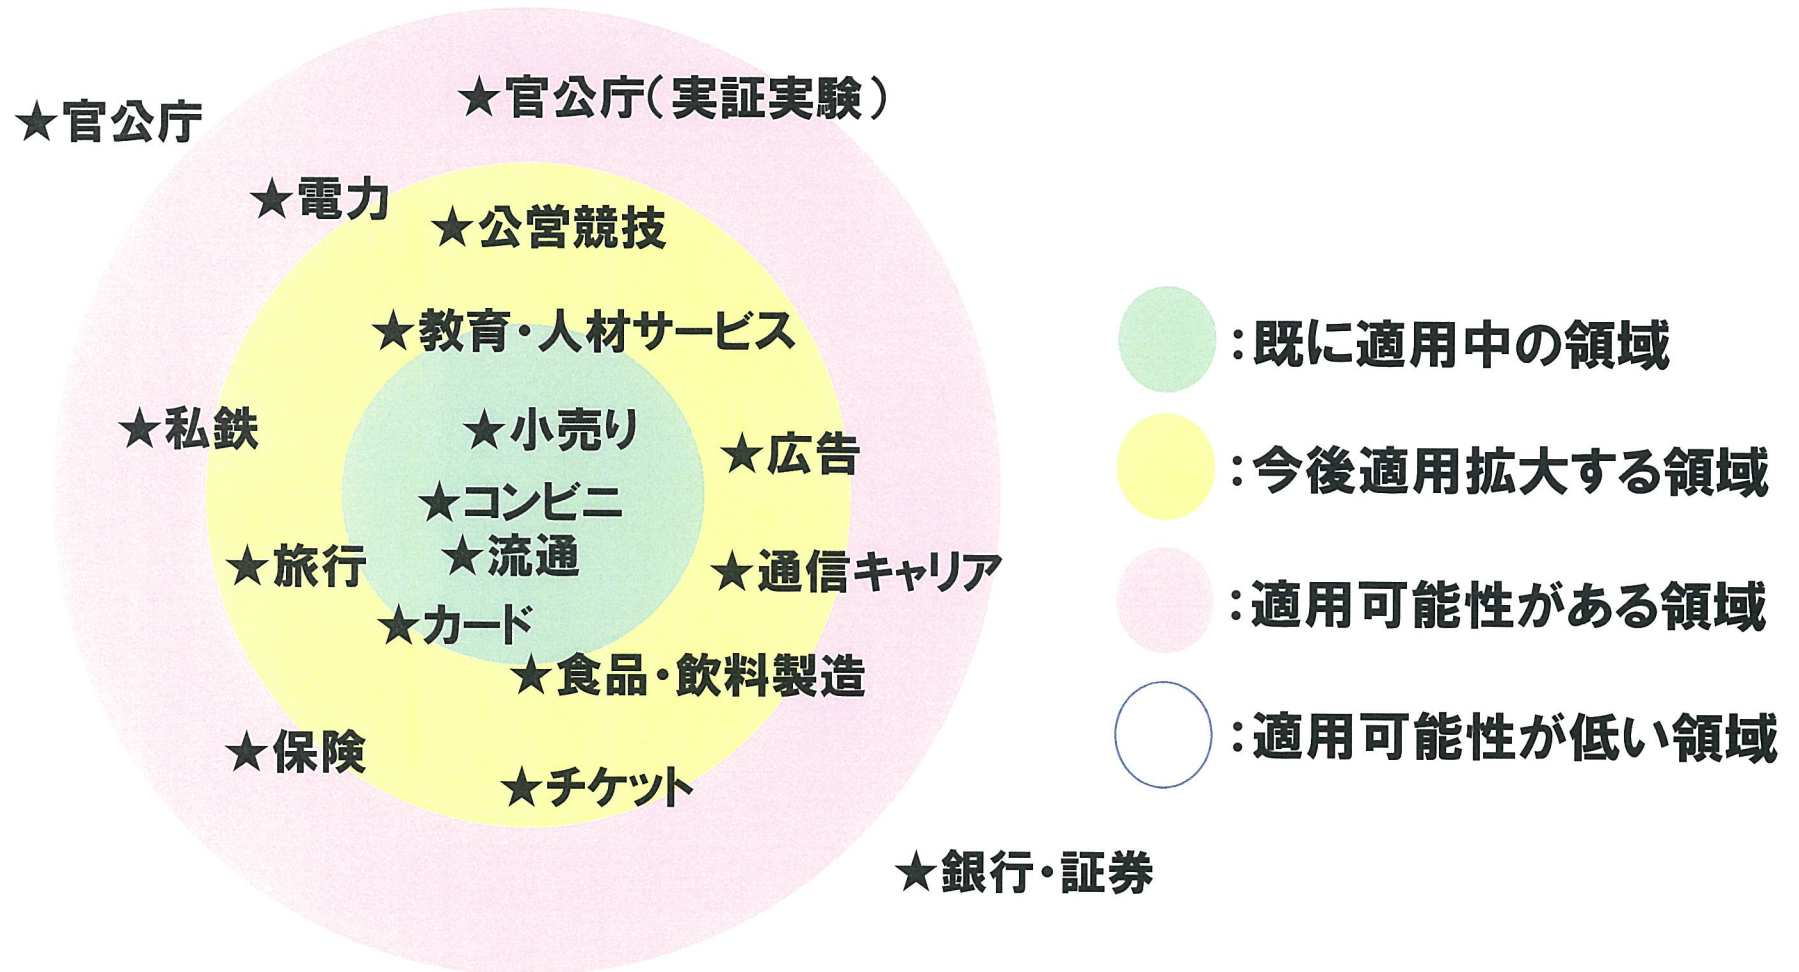 ★官公庁(実証実験)
★官公庁
★電力
★公営競技
★教育・人材サービス
★私鉄
★小売り
★広告
★コンビニ
★流通
★旅行
★通信キャリア
★カード
★食品・飲料製造
★保険
★チケット
★銀行・証券
:既に適用中の領域
:今後適用拡大する領域
:適用可能性がある領域
:適用可能性が低い領域